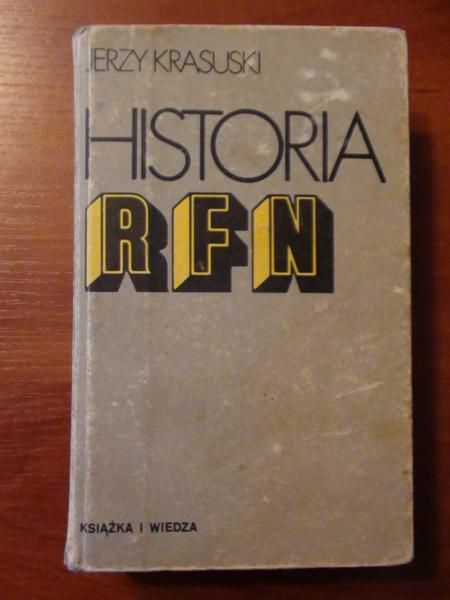 JERZY KRASUSKI
HISTORIA
RFN
KSIĄŻKA I WIEDZA